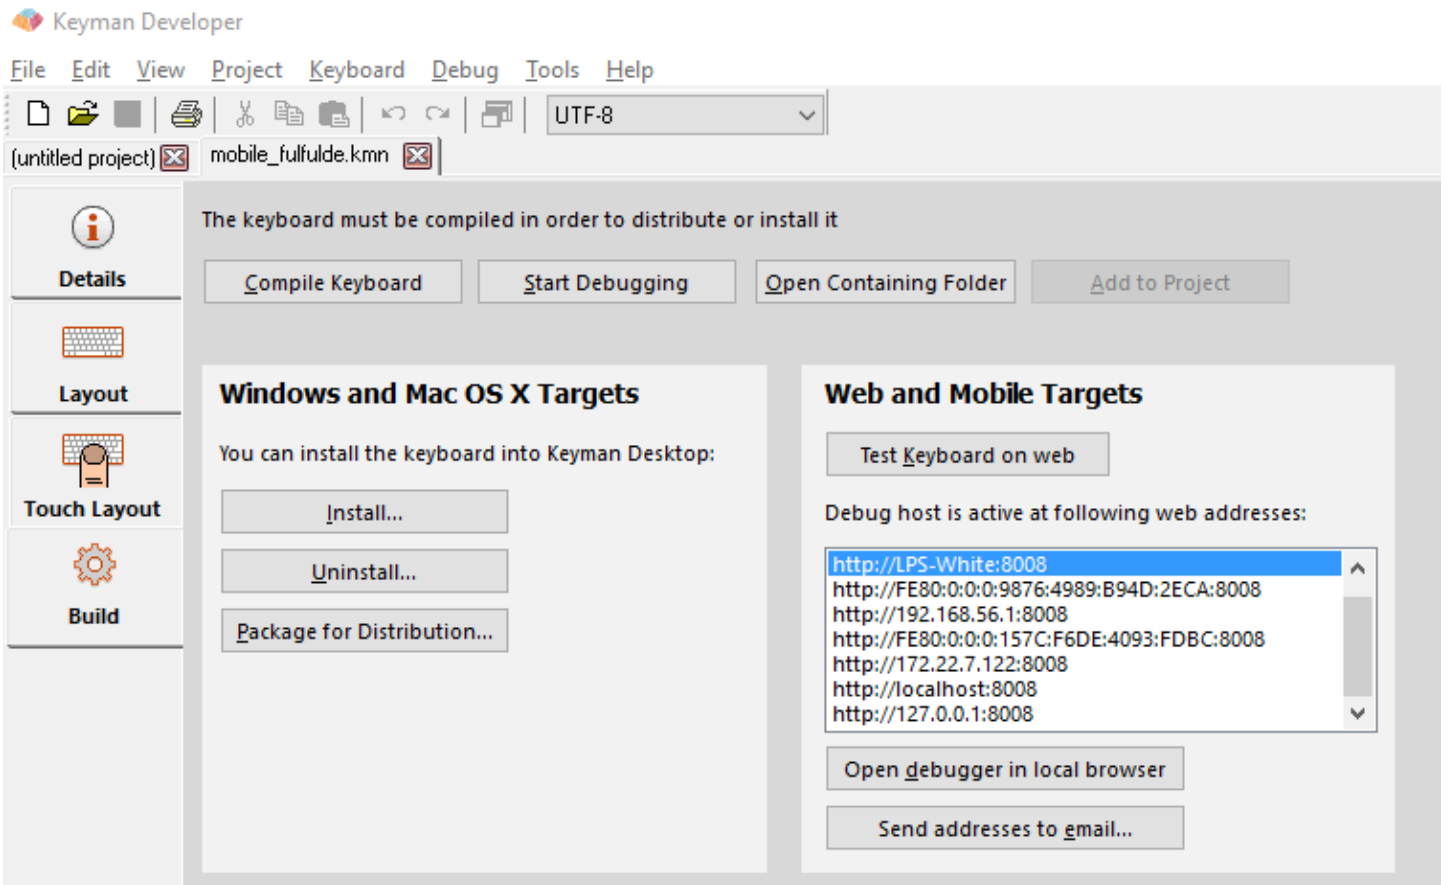 Keyman Developer
File Edit View Project Keyboard Debug Tools Help
UTF-8
(untitled project) mobile_fulfulde.kmn
Details
Layout
Touch Layout
Build
The keyboard must be compiled in order to distribute or install it
Compile Keyboard Start Debugging Open Containing Folder Add to Project
Windows and Mac OS X Targets
You can install the keyboard into Keyman Desktop:
Install...
Uninstall...
Package for Distribution...
Web and Mobile Targets
Test Keyboard on web
Debug host is active at following web addresses:
http://LPS-White:8008
http://FE80:0:0:0:9876:4989:B94D:2ECA:8008
http://192.168.56.1:8008
http://FE80:0:0:0:157C:F6DE:4093:FDBC:8008
http://172.22.7.122:8008
http://localhost:8008
http://127.0.0.1:8008
Open debugger in local browser
Send addresses to email...